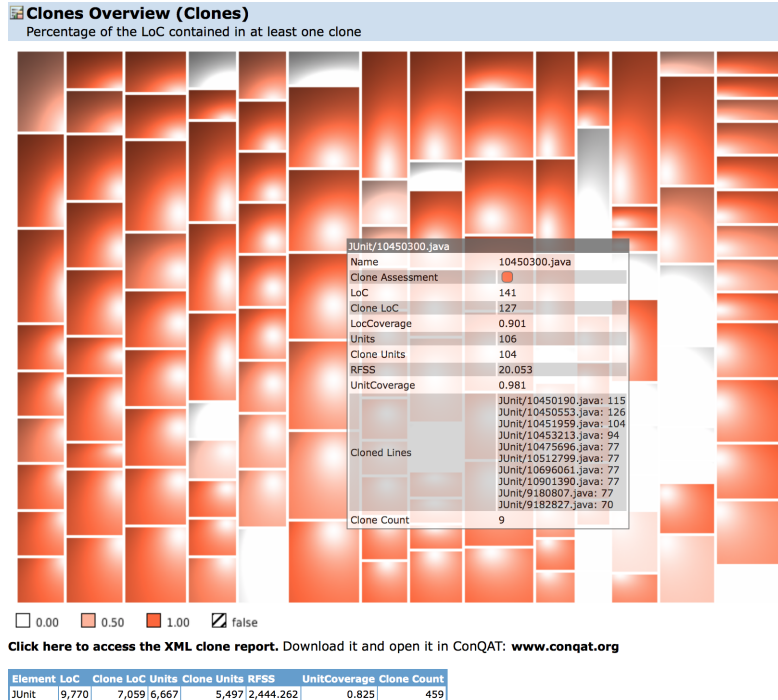 Clones Overview (Clones)
Percentage of the LoC contained in at least one clone
JUnit/10450300.java
Name 10450300.java
Clone Assessment
LoC 141
Clone LoC 127
LocCoverage 0.901
Units 106
Clone Units 104
RFSS 20.053
UnitCoverage 0.981
Cloned Lines
JUnit/10450190.java: 115
JUnit/10450553.java: 126
JUnit/10451959.java: 104
JUnit/10453213.java: 94
JUnit/10475696.java: 77
JUnit/10512799.java: 77
JUnit/10696061.java: 77
JUnit/10901390.java: 77
JUnit/9180807.java: 77
JUnit/9182827.java: 70
Clone Count 9
0.00 0.50 1.00 false
Click here to access the XML clone report. Download it and open it in ConQAT: www.conqat.org
Element LoC Clone LoC Units Clone Units RFSS UnitCoverage Clone Count
JUnit 9,770 7,059 6,667 5,497 2,444.262 0.825 459